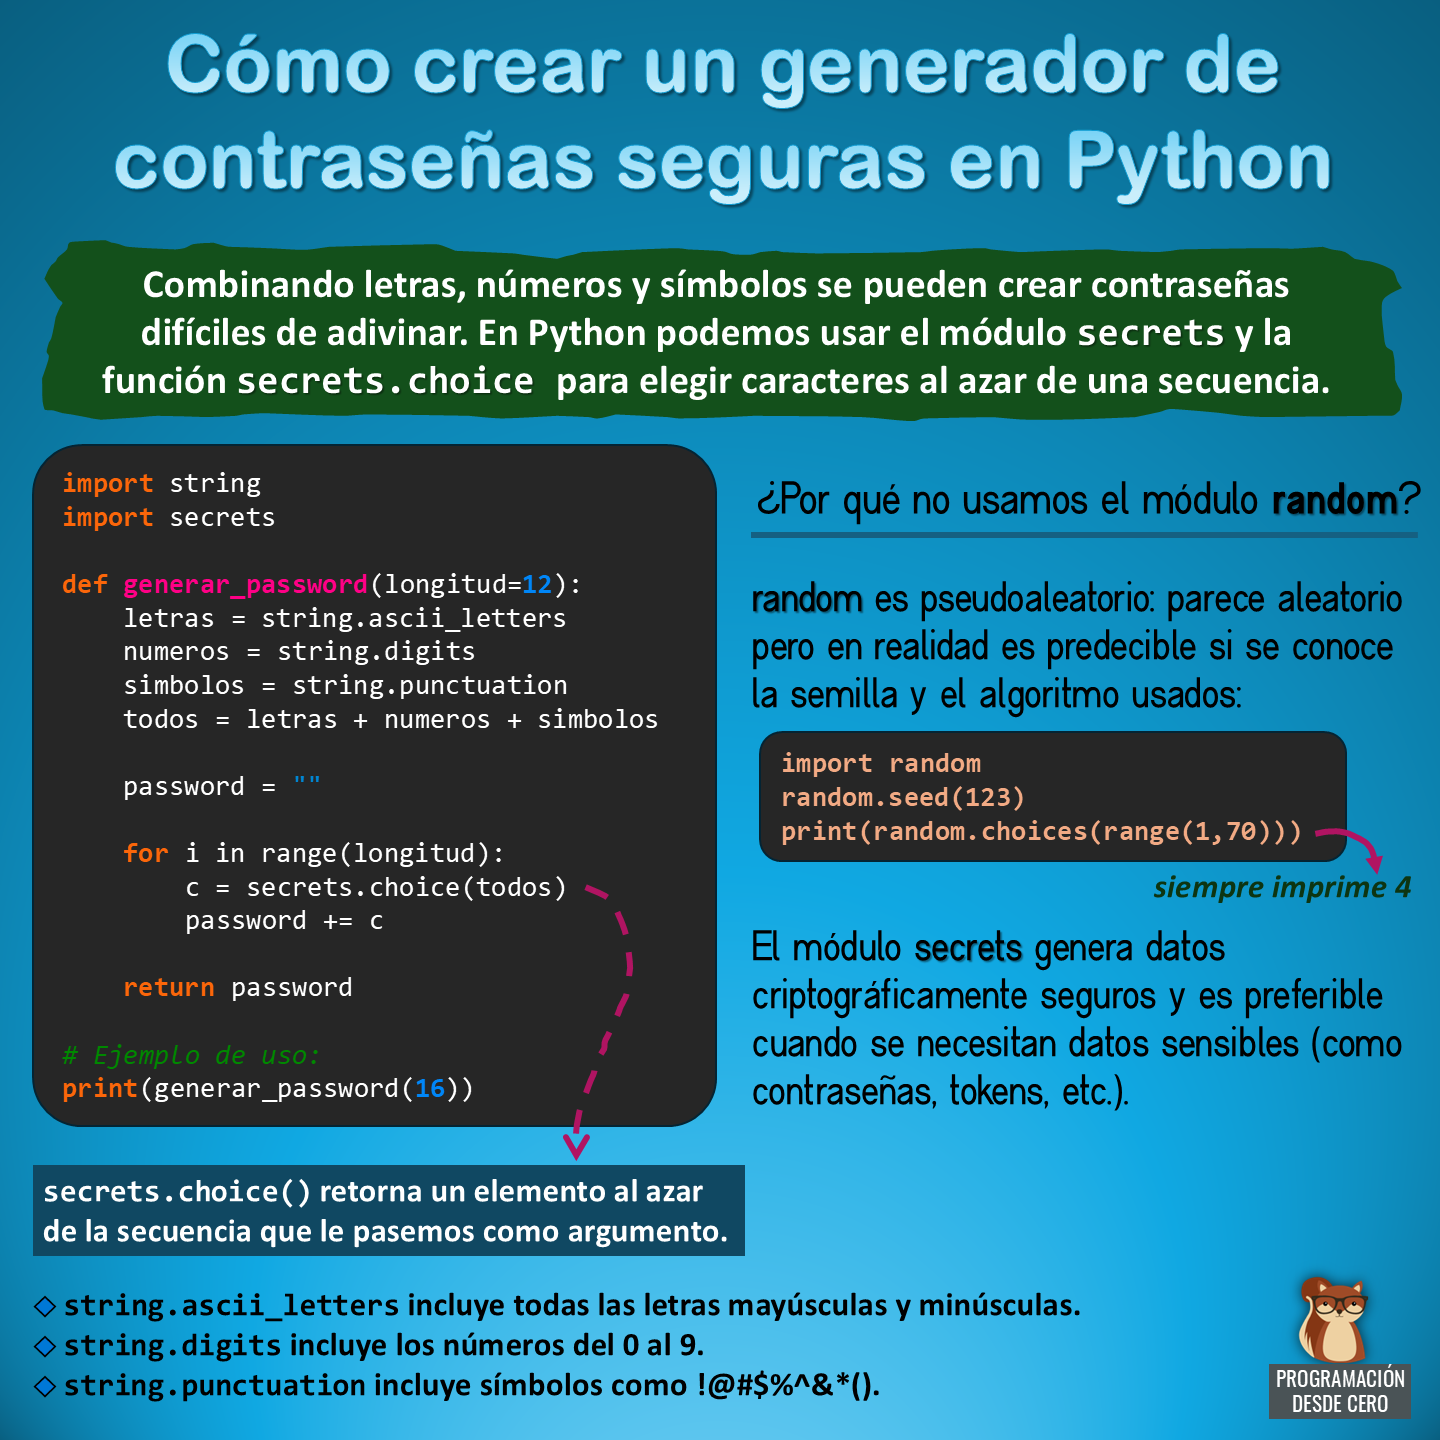 Cómo crear un generador de
contraseñas seguras en Python
Combinando letras, números y símbolos se pueden crear contraseñas
difíciles de adivinar. En Python podemos usar el módulo secrets y la
función secrets.choice para elegir caracteres al azar de una secuencia.
import string
import secrets
def generar_password(longitud=12):
    letras = string.ascii_letters
    numeros = string.digits
    simbolos = string.punctuation
    todos = letras + numeros + simbolos
    password = ""
    for i in range(longitud):
        c = secrets.choice(todos)
        password += c
    return password
# Ejemplo de uso:
print(generar_password(16))
secrets.choice() retorna un elemento al azar
de la secuencia que le pasemos como argumento.
¿Por qué no usamos el módulo random?
random es pseudoaleatorio: parece aleatorio
pero en realidad es predecible si se conoce
la semilla y el algoritmo usados:
import random
random.seed(123)
print(random.choices(range(1,70)))
siempre imprime 4
El módulo secrets genera datos
criptográficamente seguros y es preferible
cuando se necesitan datos sensibles (como
contraseñas, tokens, etc.).
string.ascii_letters incluye todas las letras mayúsculas y minúsculas.
string.digits incluye los números del 0 al 9.
string.punctuation incluye símbolos como !@#$%^&*().
PROGRAMACIÓN
DESDE CERO